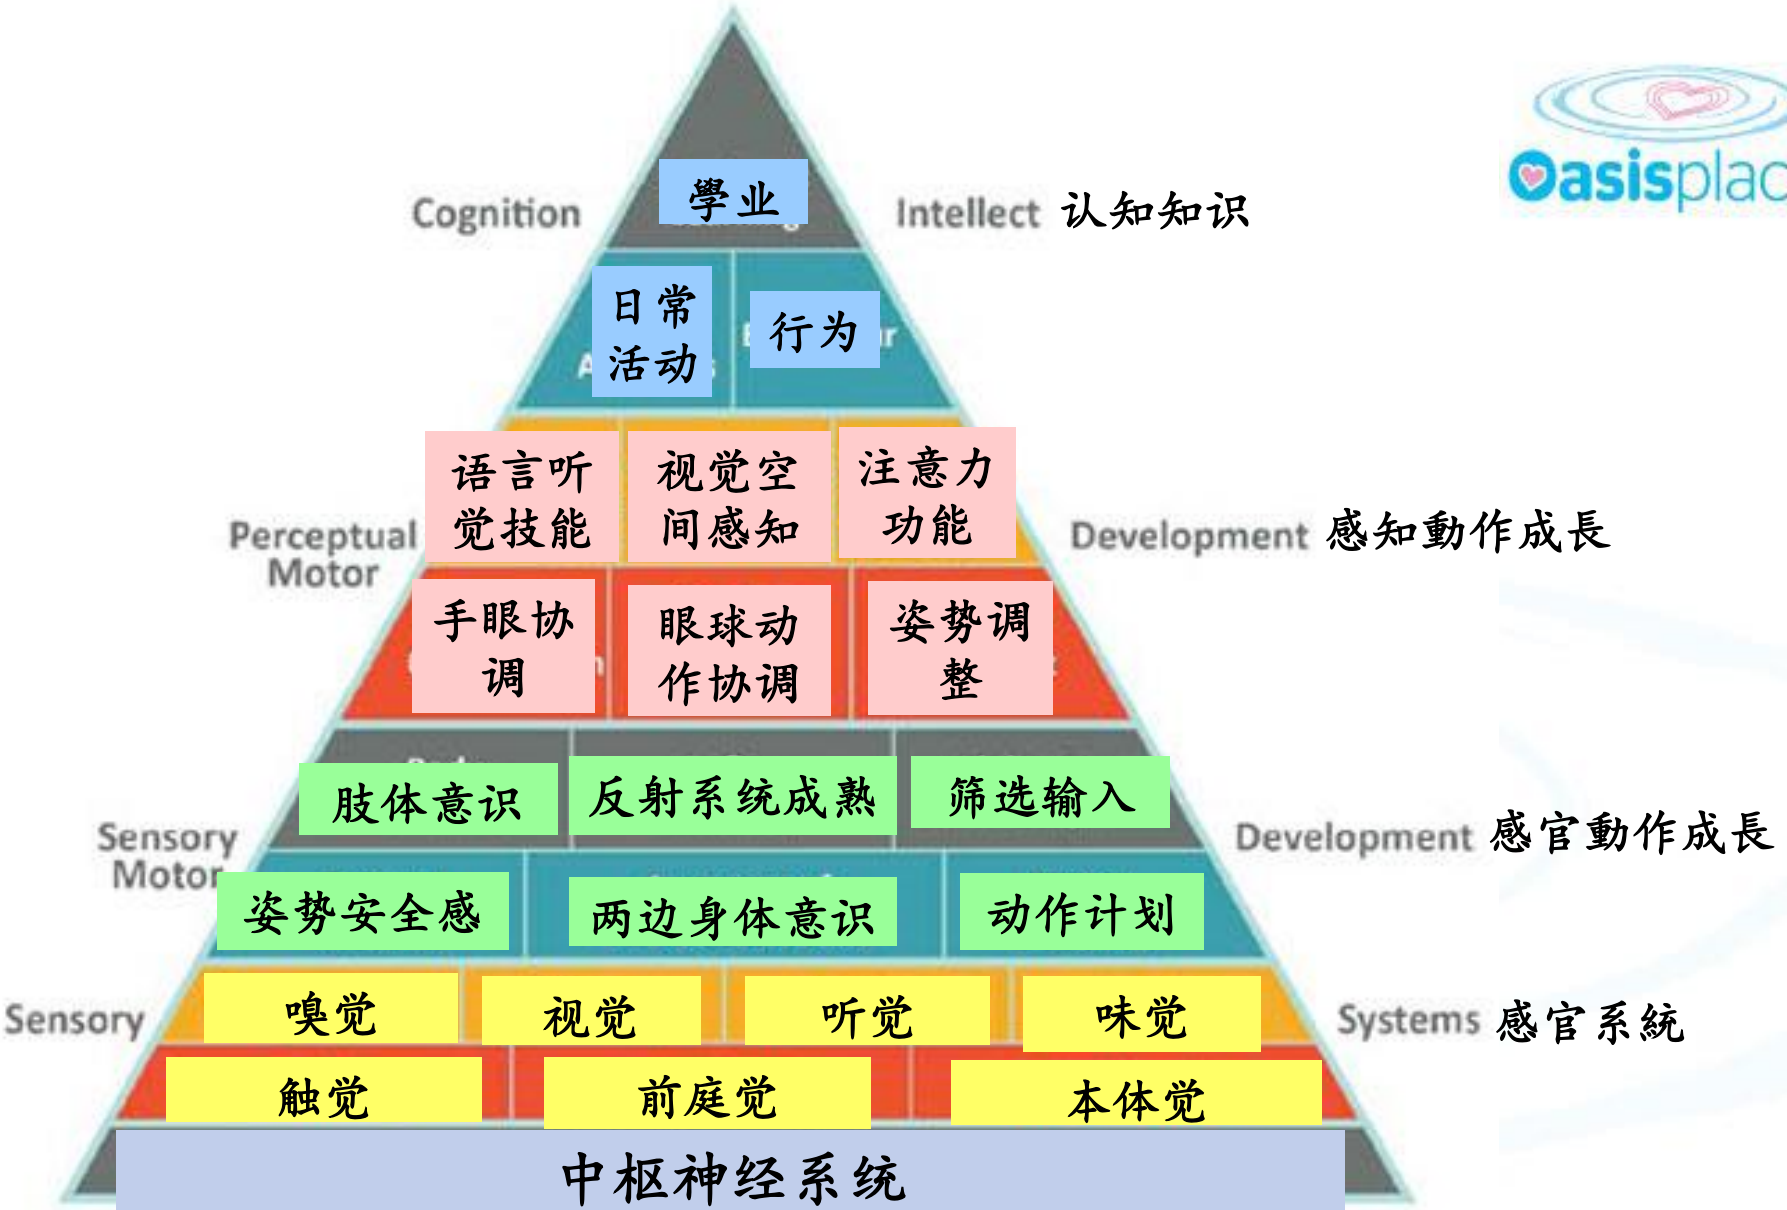 Oasisplac
學业
Cognition
Intellect 认知知识
日常
活动
行为
语言听
觉技能
视觉空
间感知
注意力
功能
Perceptual
Motor
Development 感知動作成長
手眼协
调
眼球动
作协调
姿势调
整
肢体意识
反射系统成熟
筛选输入
Sensory
Motor
Development 感官動作成長
姿势安全感
两边身体意识
动作计划
Sensory
嗅觉
视觉
听觉
味觉
Systems 感官系統
触觉
前庭觉
本体觉
中枢神经系统